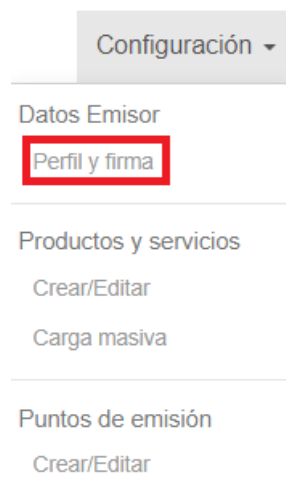 Configuración
Datos Emisor
Perfil y firma
Productos y servicios
Crear/Editar
Carga masiva
Puntos de emisión
Crear/Editar